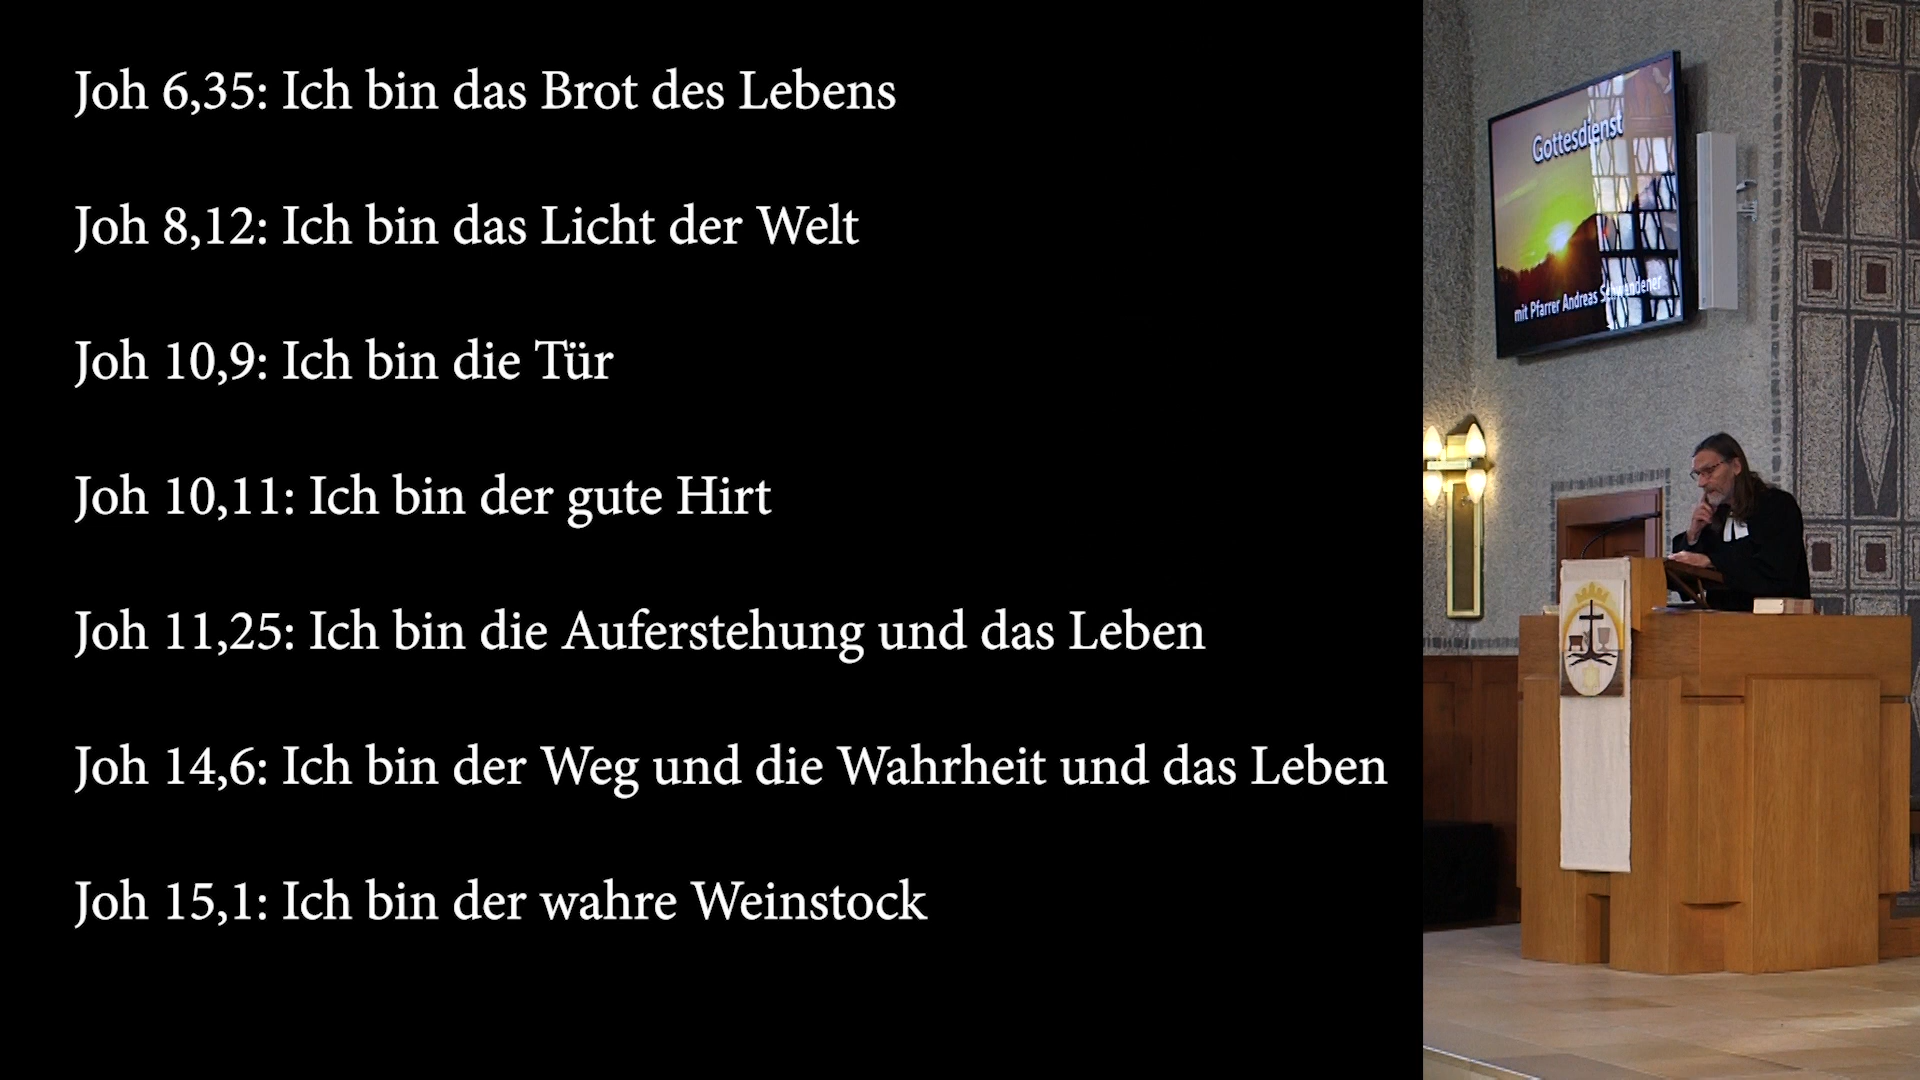 Joh 6,35: Ich bin das Brot des Lebens
Joh 8,12: Ich bin das Licht der Welt
Joh 10,9: Ich bin die Tür
Joh 10,11: Ich bin der gute Hirt
Joh 11,25: Ich bin die Auferstehung und das Leben
Joh 14,6: Ich bin der Weg und die Wahrheit und das Leben
Joh 15,1: Ich bin der wahre Weinstock
Gottesdienst
mit Pfarrer Andreas Schwendener